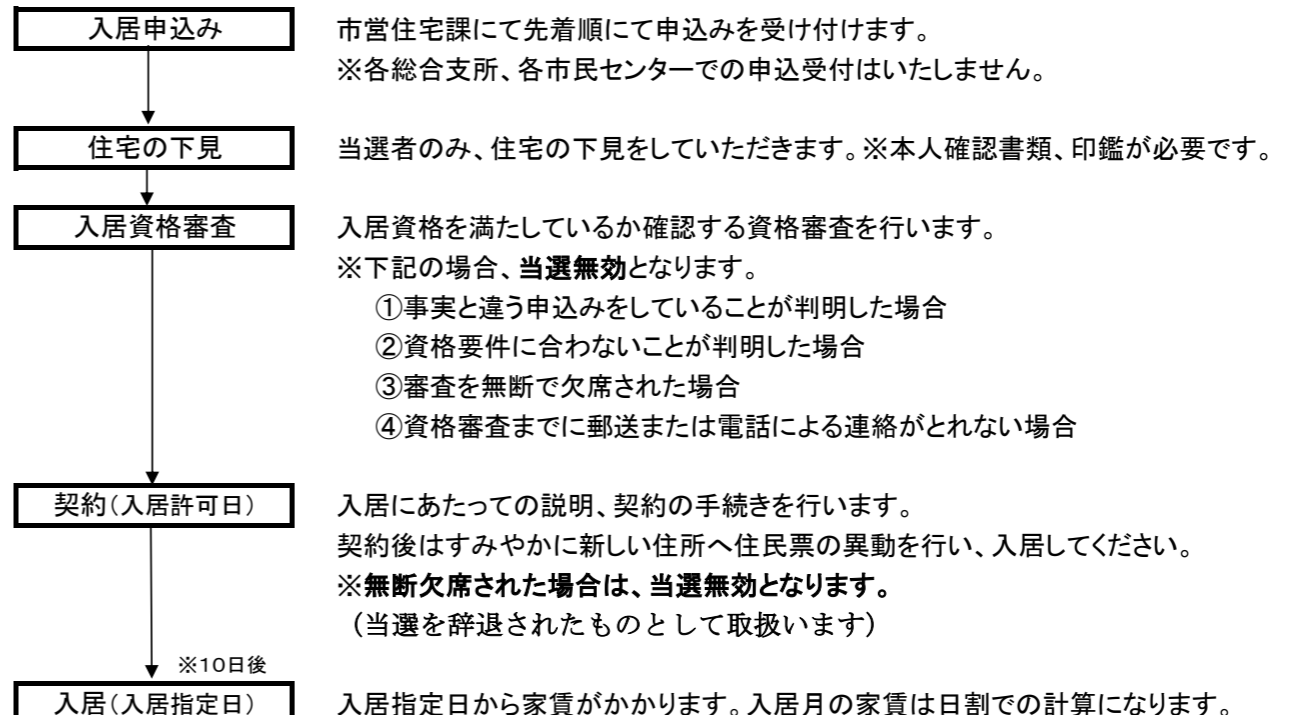 入居申込み
市営住宅課にて先着順にて申込みを受け付けます。
※各総合支所、各市民センターでの申込受付はいたしません。
住宅の下見
当選者のみ、住宅の下見をしていただきます。※本人確認書類、印鑑が必要です。
入居資格審査
入居資格を満たしているか確認する資格審査を行います。
※下記の場合、当選無効となります。
①事実と違う申込みをしていることが判明した場合
②資格要件に合わないことが判明した場合
③審査を無断で欠席された場合
④資格審査までに郵送または電話による連絡がとれない場合
契約(入居許可日)
入居にあたっての説明、契約の手続きを行います。
契約後はすみやかに新しい住所へ住民票の異動を行い、入居してください。
※無断欠席された場合は、当選無効となります。
(当選を辞退されたものとして取扱います)
※10日後
入居(入居指定日)
入居指定日から家賃がかかります。入居月の家賃は日割での計算になります。